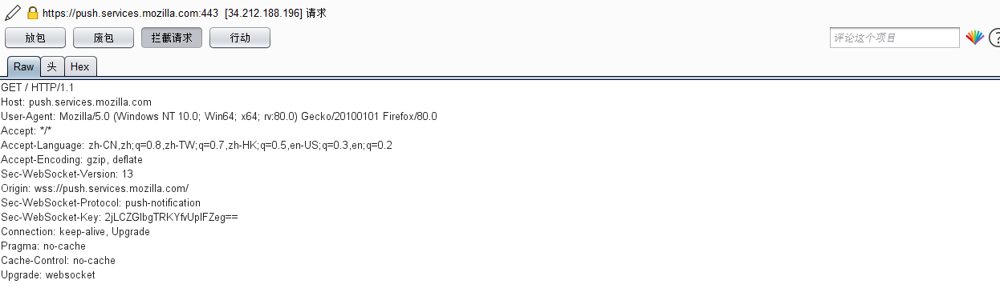 https://push.services.mozilla.com:443 [34.212.188.196] 请求
放包 废包 拦截请求 行动 评论这个项目 ?
Raw 头 Hex
GET / HTTP/1.1
Host: push.services.mozilla.com
User-Agent: Mozilla/5.0 (Windows NT 10.0; Win64; x64; rv:80.0) Gecko/20100101 Firefox/80.0
Accept: */*
Accept-Language: zh-CN,zh;q=0.8,zh-TW;q=0.7,zh-HK;q=0.5,en-US;q=0.3,en;q=0.2
Accept-Encoding: gzip, deflate
Sec-WebSocket-Version: 13
Origin: wss://push.services.mozilla.com/
Sec-WebSocket-Protocol: push-notification
Sec-WebSocket-Key: 2jLCZGlbgTRKYfvUpIFZeg==
Connection: keep-alive, Upgrade
Pragma: no-cache
Cache-Control: no-cache
Upgrade: websocket